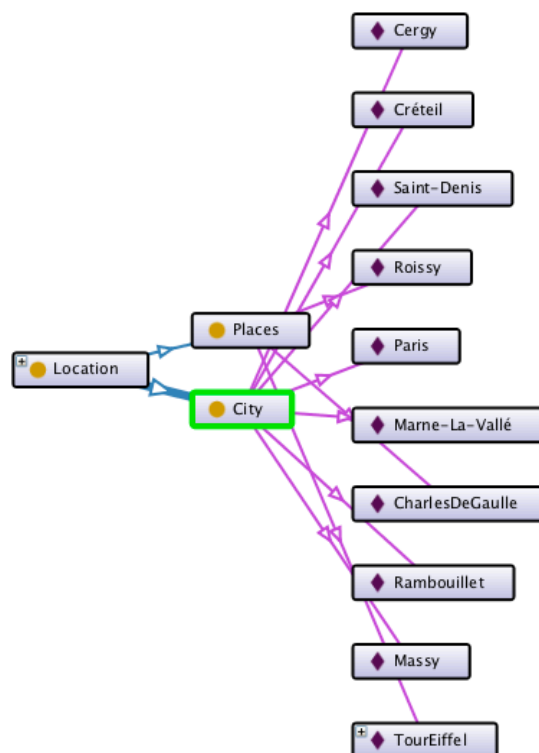 Cergy
Créteil
Saint-Denis
Roissy
Places
Paris
Location
City
Marne-La-Vallé
CharlesDeGaulle
Rambouillet
Massy
TourEiffel